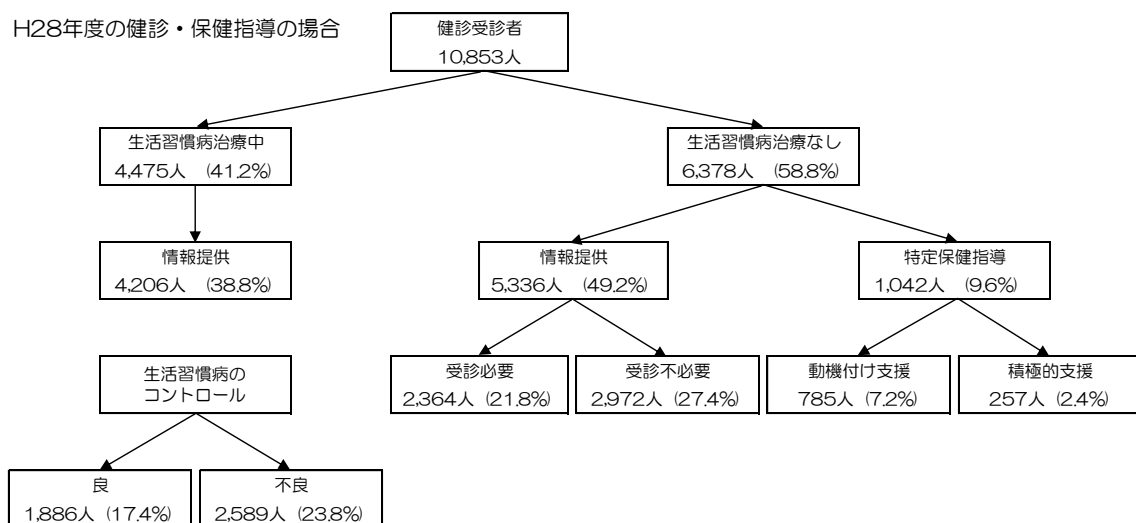 H28年度の健診・保健指導の場合
健診受診者
10,853人
生活習慣病治療中
4,475人 (41.2%)
生活習慣病治療なし
6,378人 (58.8%)
情報提供
4,206人 (38.8%)
情報提供
5,336人 (49.2%)
特定保健指導
1,042人 (9.6%)
生活習慣病の
コントロール
受診必要
2,364人 (21.8%)
受診不必要
2,972人 (27.4%)
動機付け支援
785人 (7.2%)
積極的支援
257人 (2.4%)
良
1,886人 (17.4%)
不良
2,589人 (23.8%)